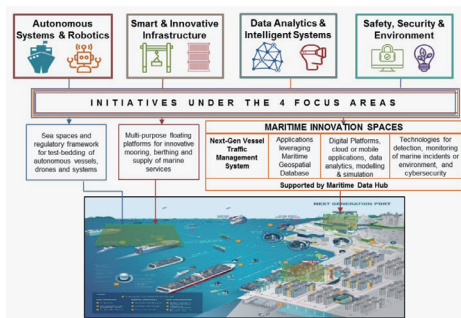 Autonomous
Systems & Robotics
Smart & Innovative
Infrastructure
Data Analytics &
Intelligent Systems
Safety, Security &
Environment
INITIATIVES UNDER THE 4 FOCUS AREAS
Sea spaces and
regulatory framework
for test-bedding of
autonomous vessels,
drones and systems
Multi-purpose floating
platforms for innovative
mooring, berthing and
supply of marine
services
MARITIME INNOVATION SPACES
Next-Gen Vessel
Traffic
Management
System
Applications
leveraging
Maritime
Geospatial
Database
Digital Platforms,
cloud or mobile
applications, data
analytics, modelling
& simulation
Technologies for
detection, monitoring
of marine incidents or
environment, and
cybersecurity
Supported by Maritime Data Hub
NEXT GENERATION PORT